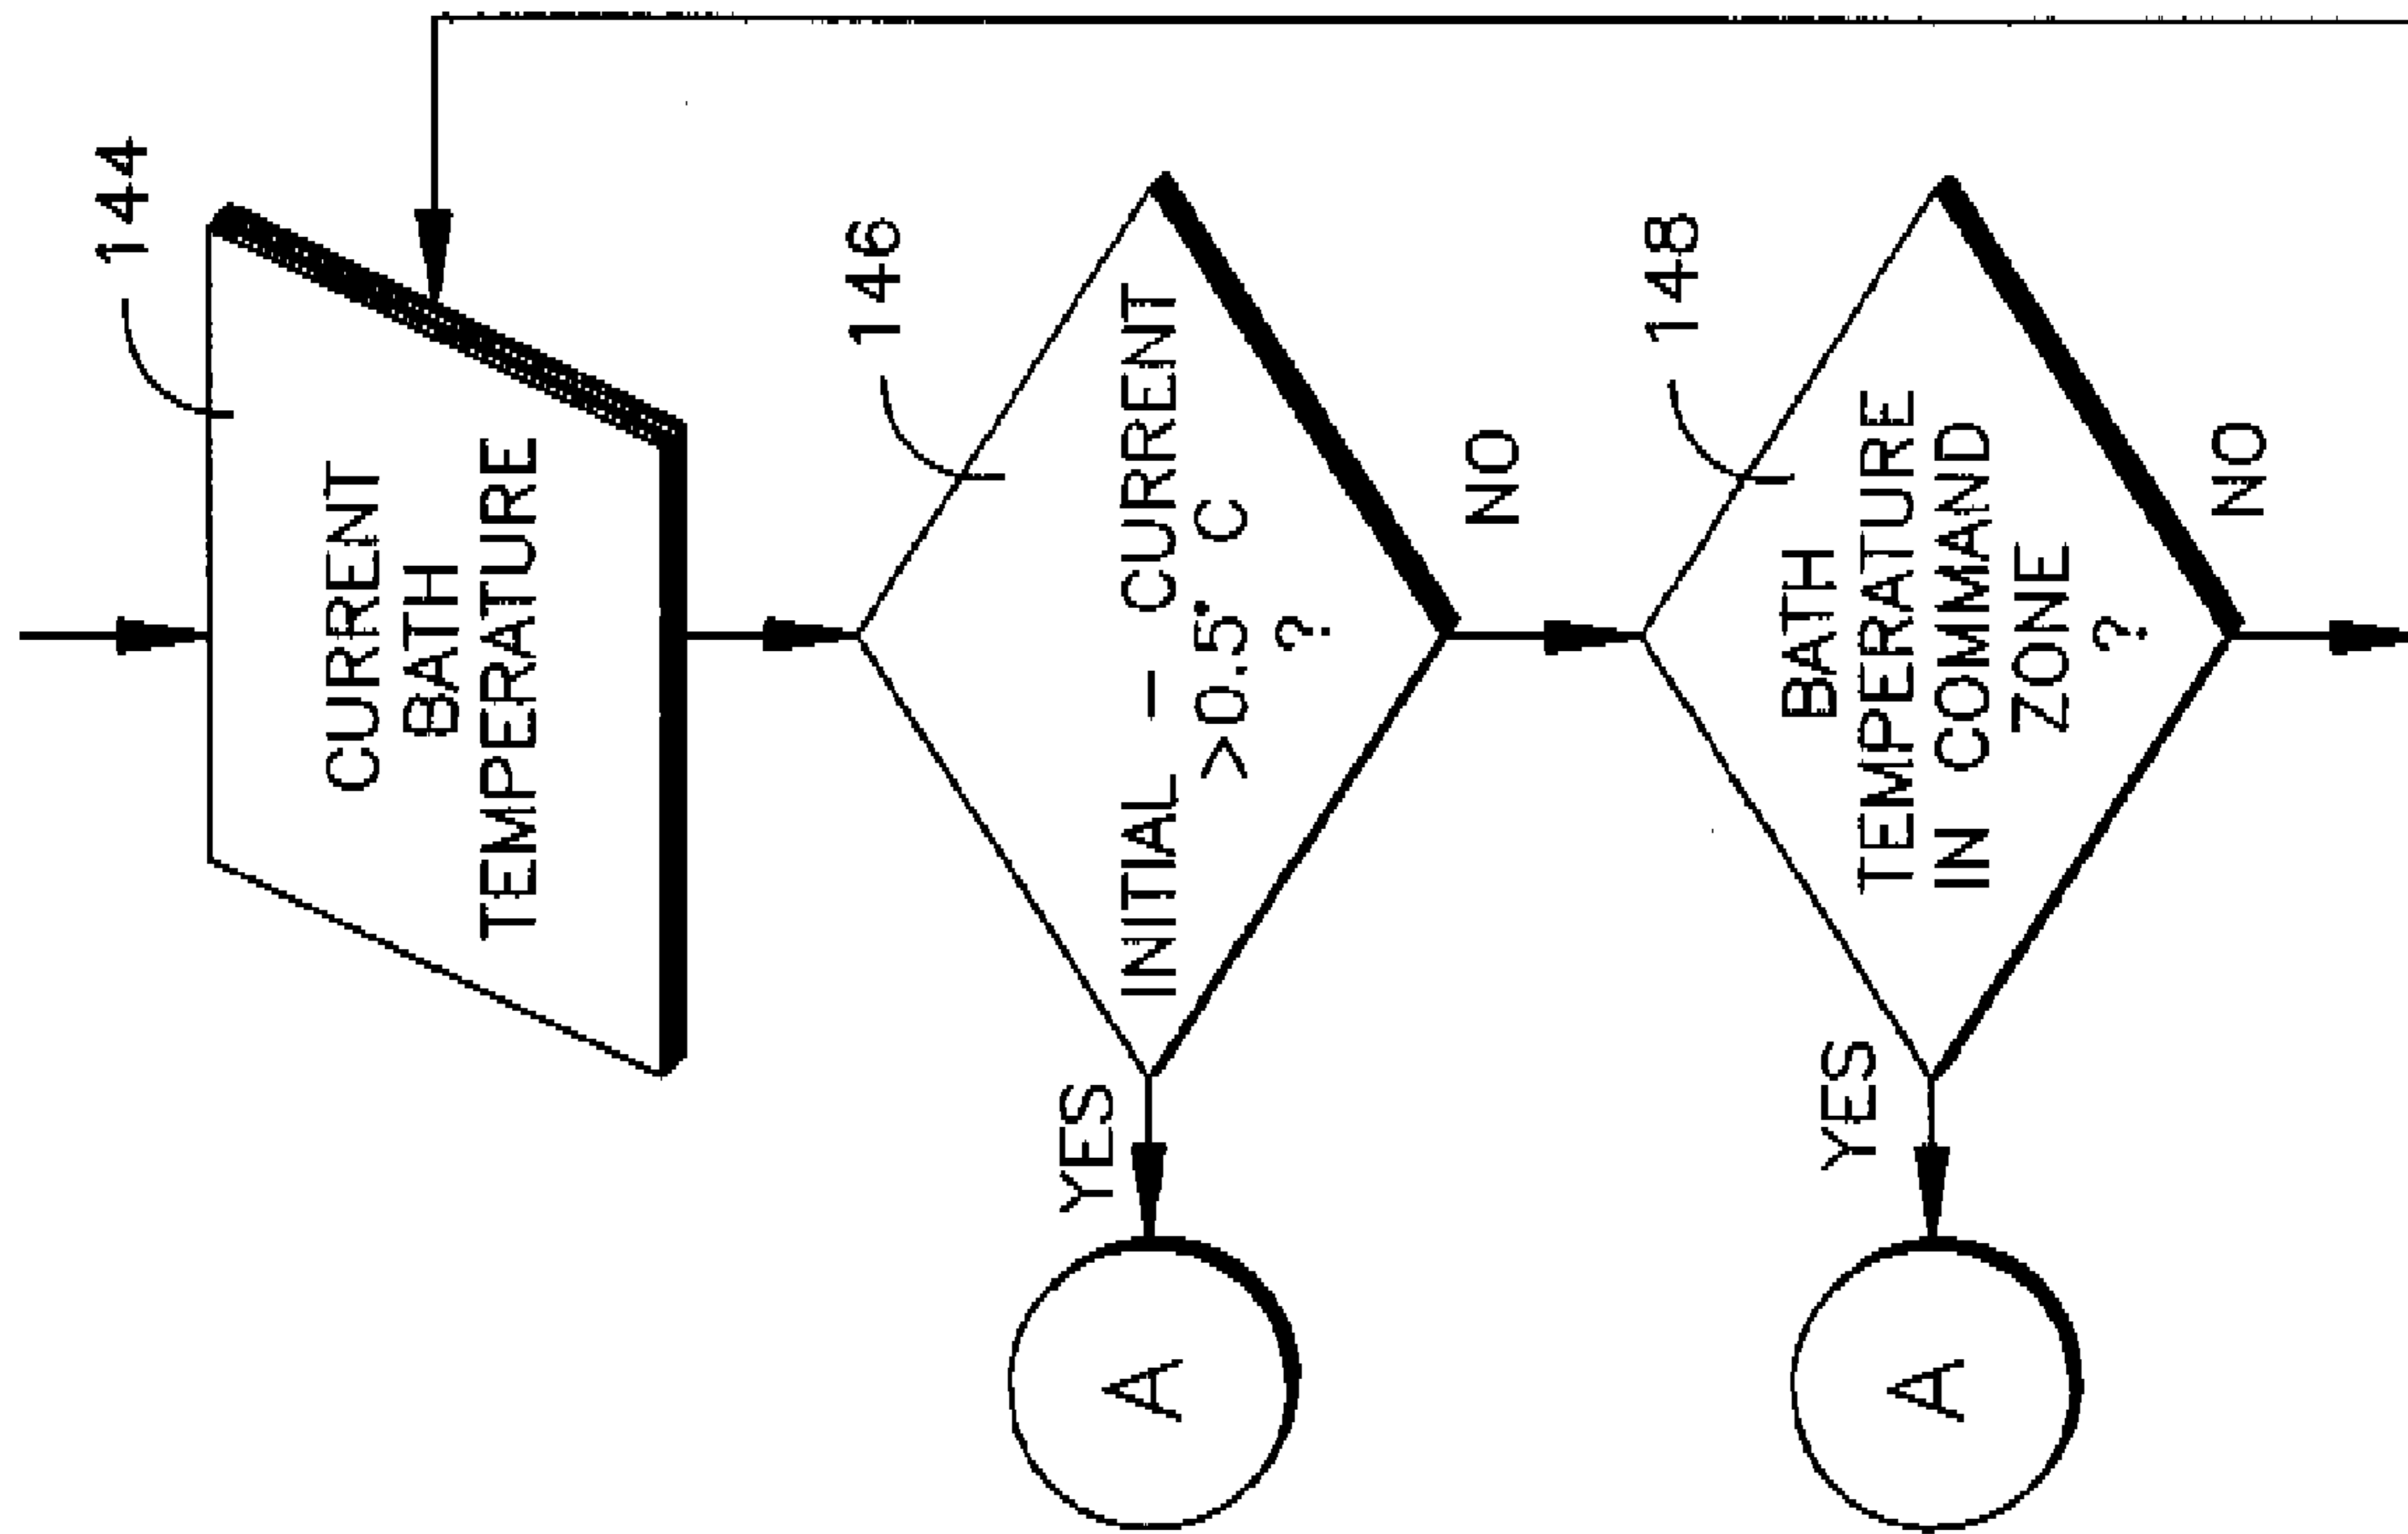 144
CURRENT
BATH
TEMPERATURE
146
INITIAL – CURRENT
>0.5° C
?
YES
A
NO
148
BATH
TEMPERATURE
IN COMMAND
ZONE
?
YES
A
NO